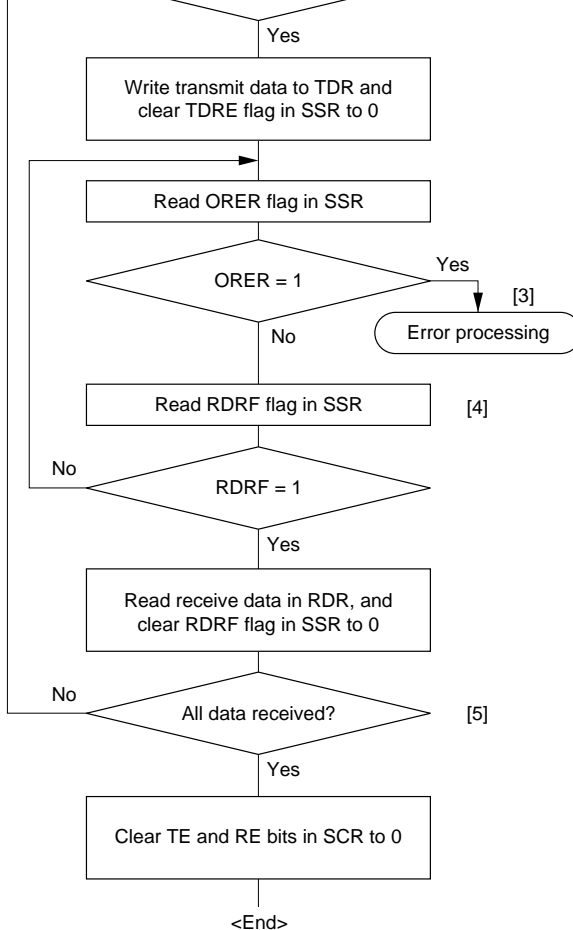 Yes
Write transmit data to TDR and
clear TDRE flag in SSR to 0
Read ORER flag in SSR
ORER = 1
Yes
[3]
Error processing
No
Read RDRF flag in SSR
[4]
No
RDRF = 1
Yes
Read receive data in RDR, and
clear RDRF flag in SSR to 0
No
All data received?
[5]
Yes
Clear TE and RE bits in SCR to 0
<End>